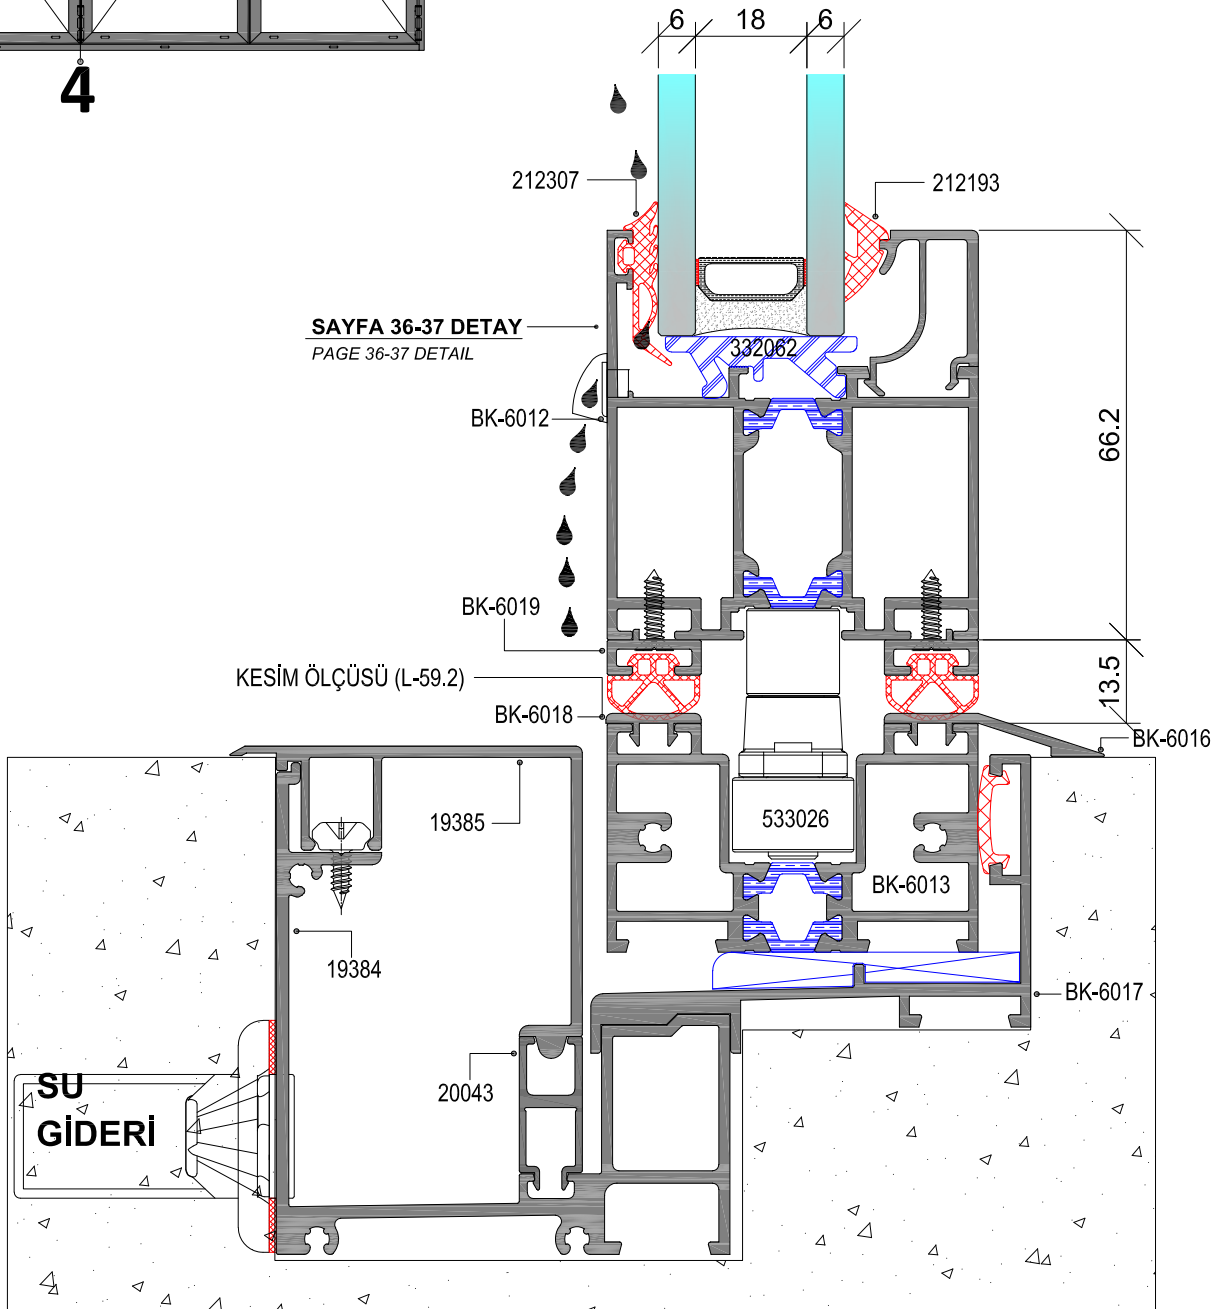 4
6 18 6
212307
212193
SAYFA 36-37 DETAY
PAGE 36-37 DETAIL
332062
BK-6012
66.2
BK-6019
KESİM ÖLÇÜSÜ (L-59.2)
13.5
BK-6018
BK-6016
19385
533026
BK-6013
19384
BK-6017
20043
SU
GİDERİ